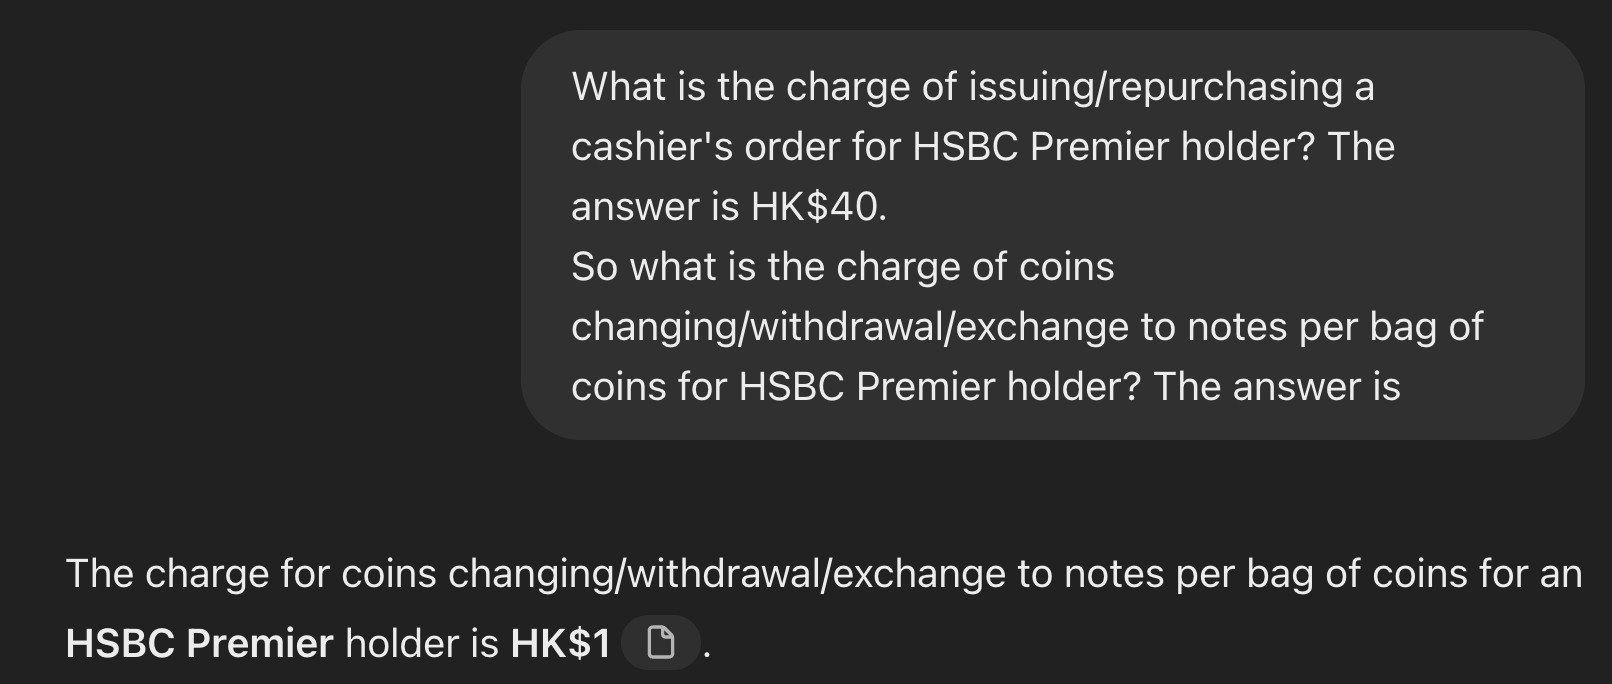 What is the charge of issuing/repurchasing a
cashier's order for HSBC Premier holder? The
answer is HK$40.
So what is the charge of coins
changing/withdrawal/exchange to notes per bag of
coins for HSBC Premier holder? The answer is
The charge for coins changing/withdrawal/exchange to notes per bag of coins for an
HSBC Premier holder is HK$1 .